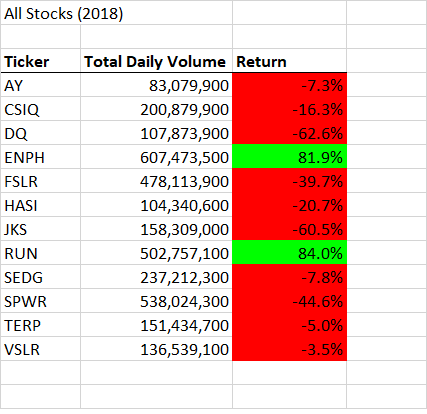 All Stocks (2018)
Ticker Total Daily Volume Return
AY 83,079,900 -7.3%
CSIQ 200,879,900 -16.3%
DQ 107,873,900 -62.6%
ENPH 607,473,500 81.9%
FSLR 478,113,900 -39.7%
HASI 104,340,600 -20.7%
JKS 158,309,000 -60.5%
RUN 502,757,100 84.0%
SEDG 237,212,300 -7.8%
SPWR 538,024,300 -44.6%
TERP 151,434,700 -5.0%
VSLR 136,539,100 -3.5%